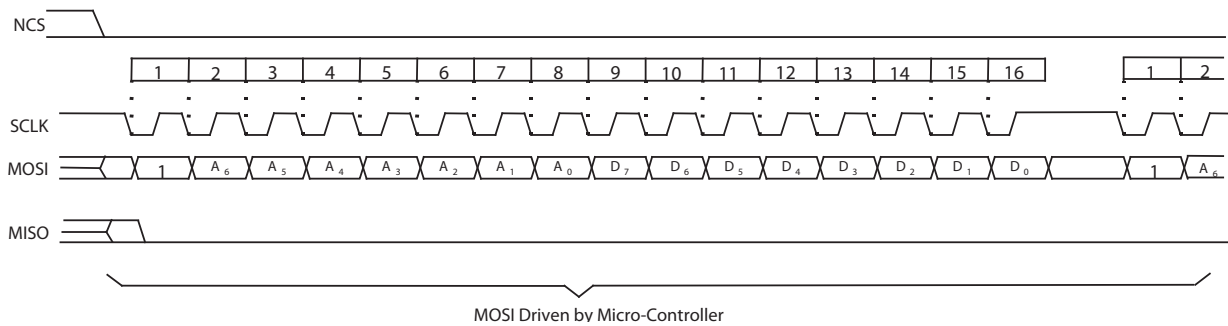 NCS
1 2 3 4 5 6 7 8 9 10 11 12 13 14 15 16 1 2
SCLK
MOSI 1 A6 A5 A4 A3 A2 A1 A0 D7 D6 D5 D4 D3 D2 D1 D0 1 A6
MISO
MOSI Driven by Micro-Controller